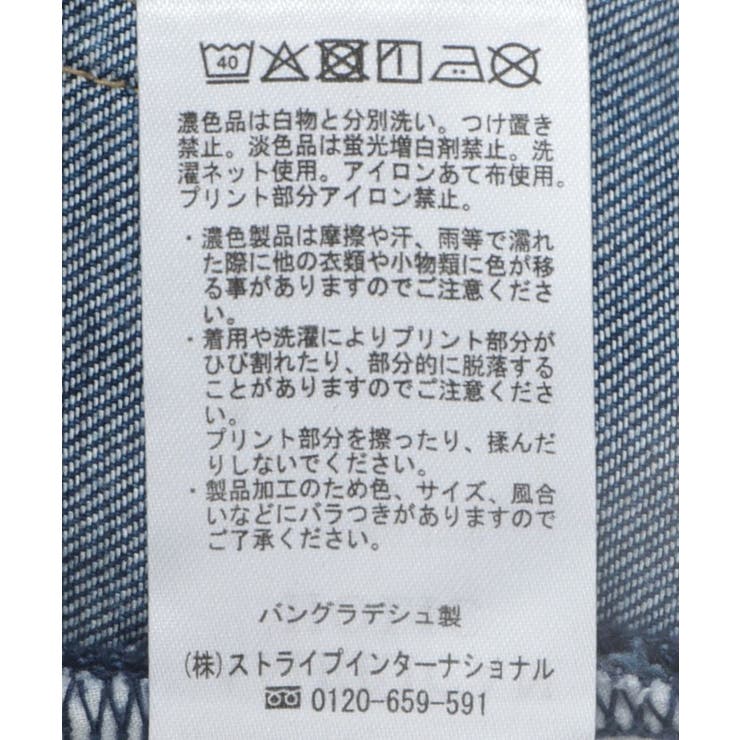 40
濃色品は白物と分別洗い。つけ置き
禁止。淡色品は蛍光増白剤禁止。洗
濯ネット使用。アイロンあて布使用。
プリント部分アイロン禁止。
・濃色製品は摩擦や汗、雨等で濡れ
た際に他の衣類や小物類に色が移
る事がありますのでご注意くださ
い。
・着用や洗濯によりプリント部分が
ひび割れたり、部分的に脱落する
ことがありますのでご注意くださ
い。
プリント部分を擦ったり、揉んだ
りしないでください。
・製品加工のため色、サイズ、風合
いなどにバラつきがありますので
ご了承ください。
バングラデシュ製
(株)ストライプインターナショナル
0120-659-591